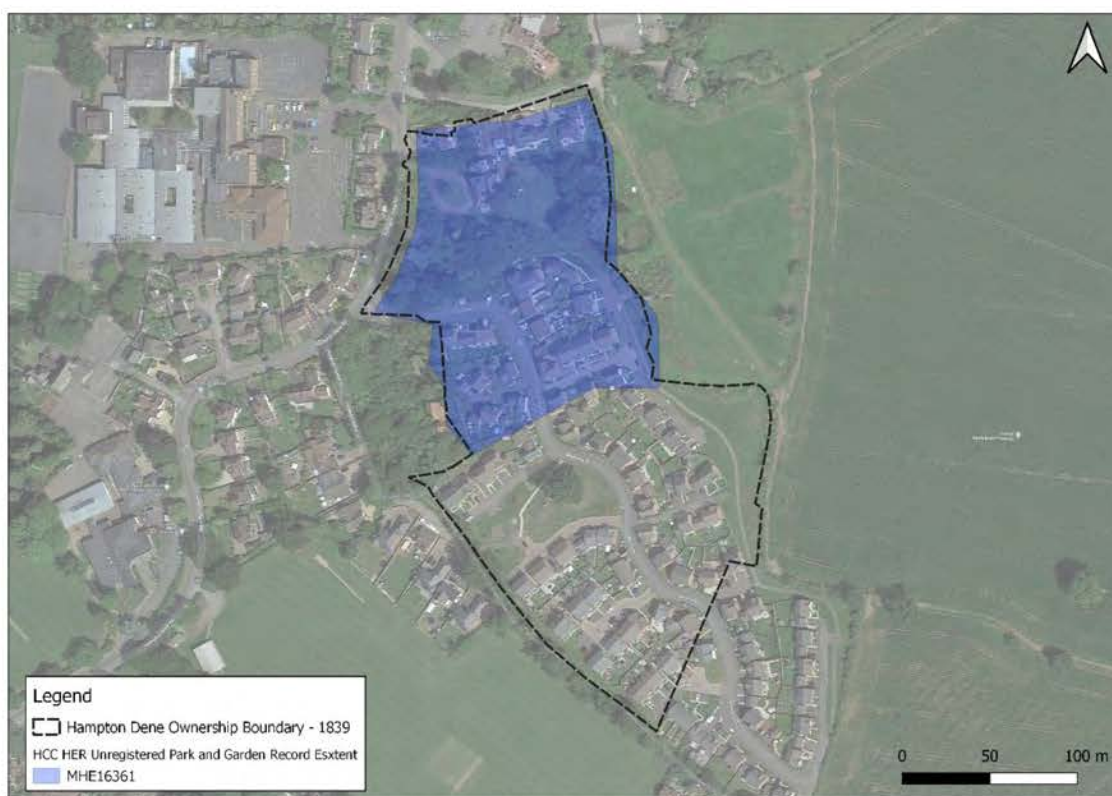 Legend
Hampton Dene Ownership Boundary - 1839
HCC HER Unregistered Park and Garden Record Esxtent
MHE16361
0 50 100 m